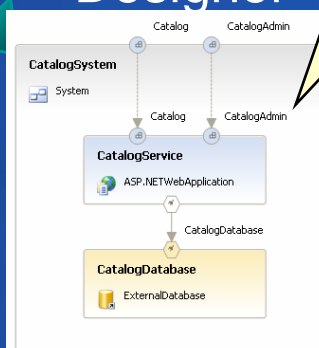 Designer
Catalog CatalogAdmin
CatalogSystem
System
Catalog CatalogAdmin
CatalogService
ASP.NETWebApplication
CatalogDatabase
CatalogDatabase
ExternalDatabase